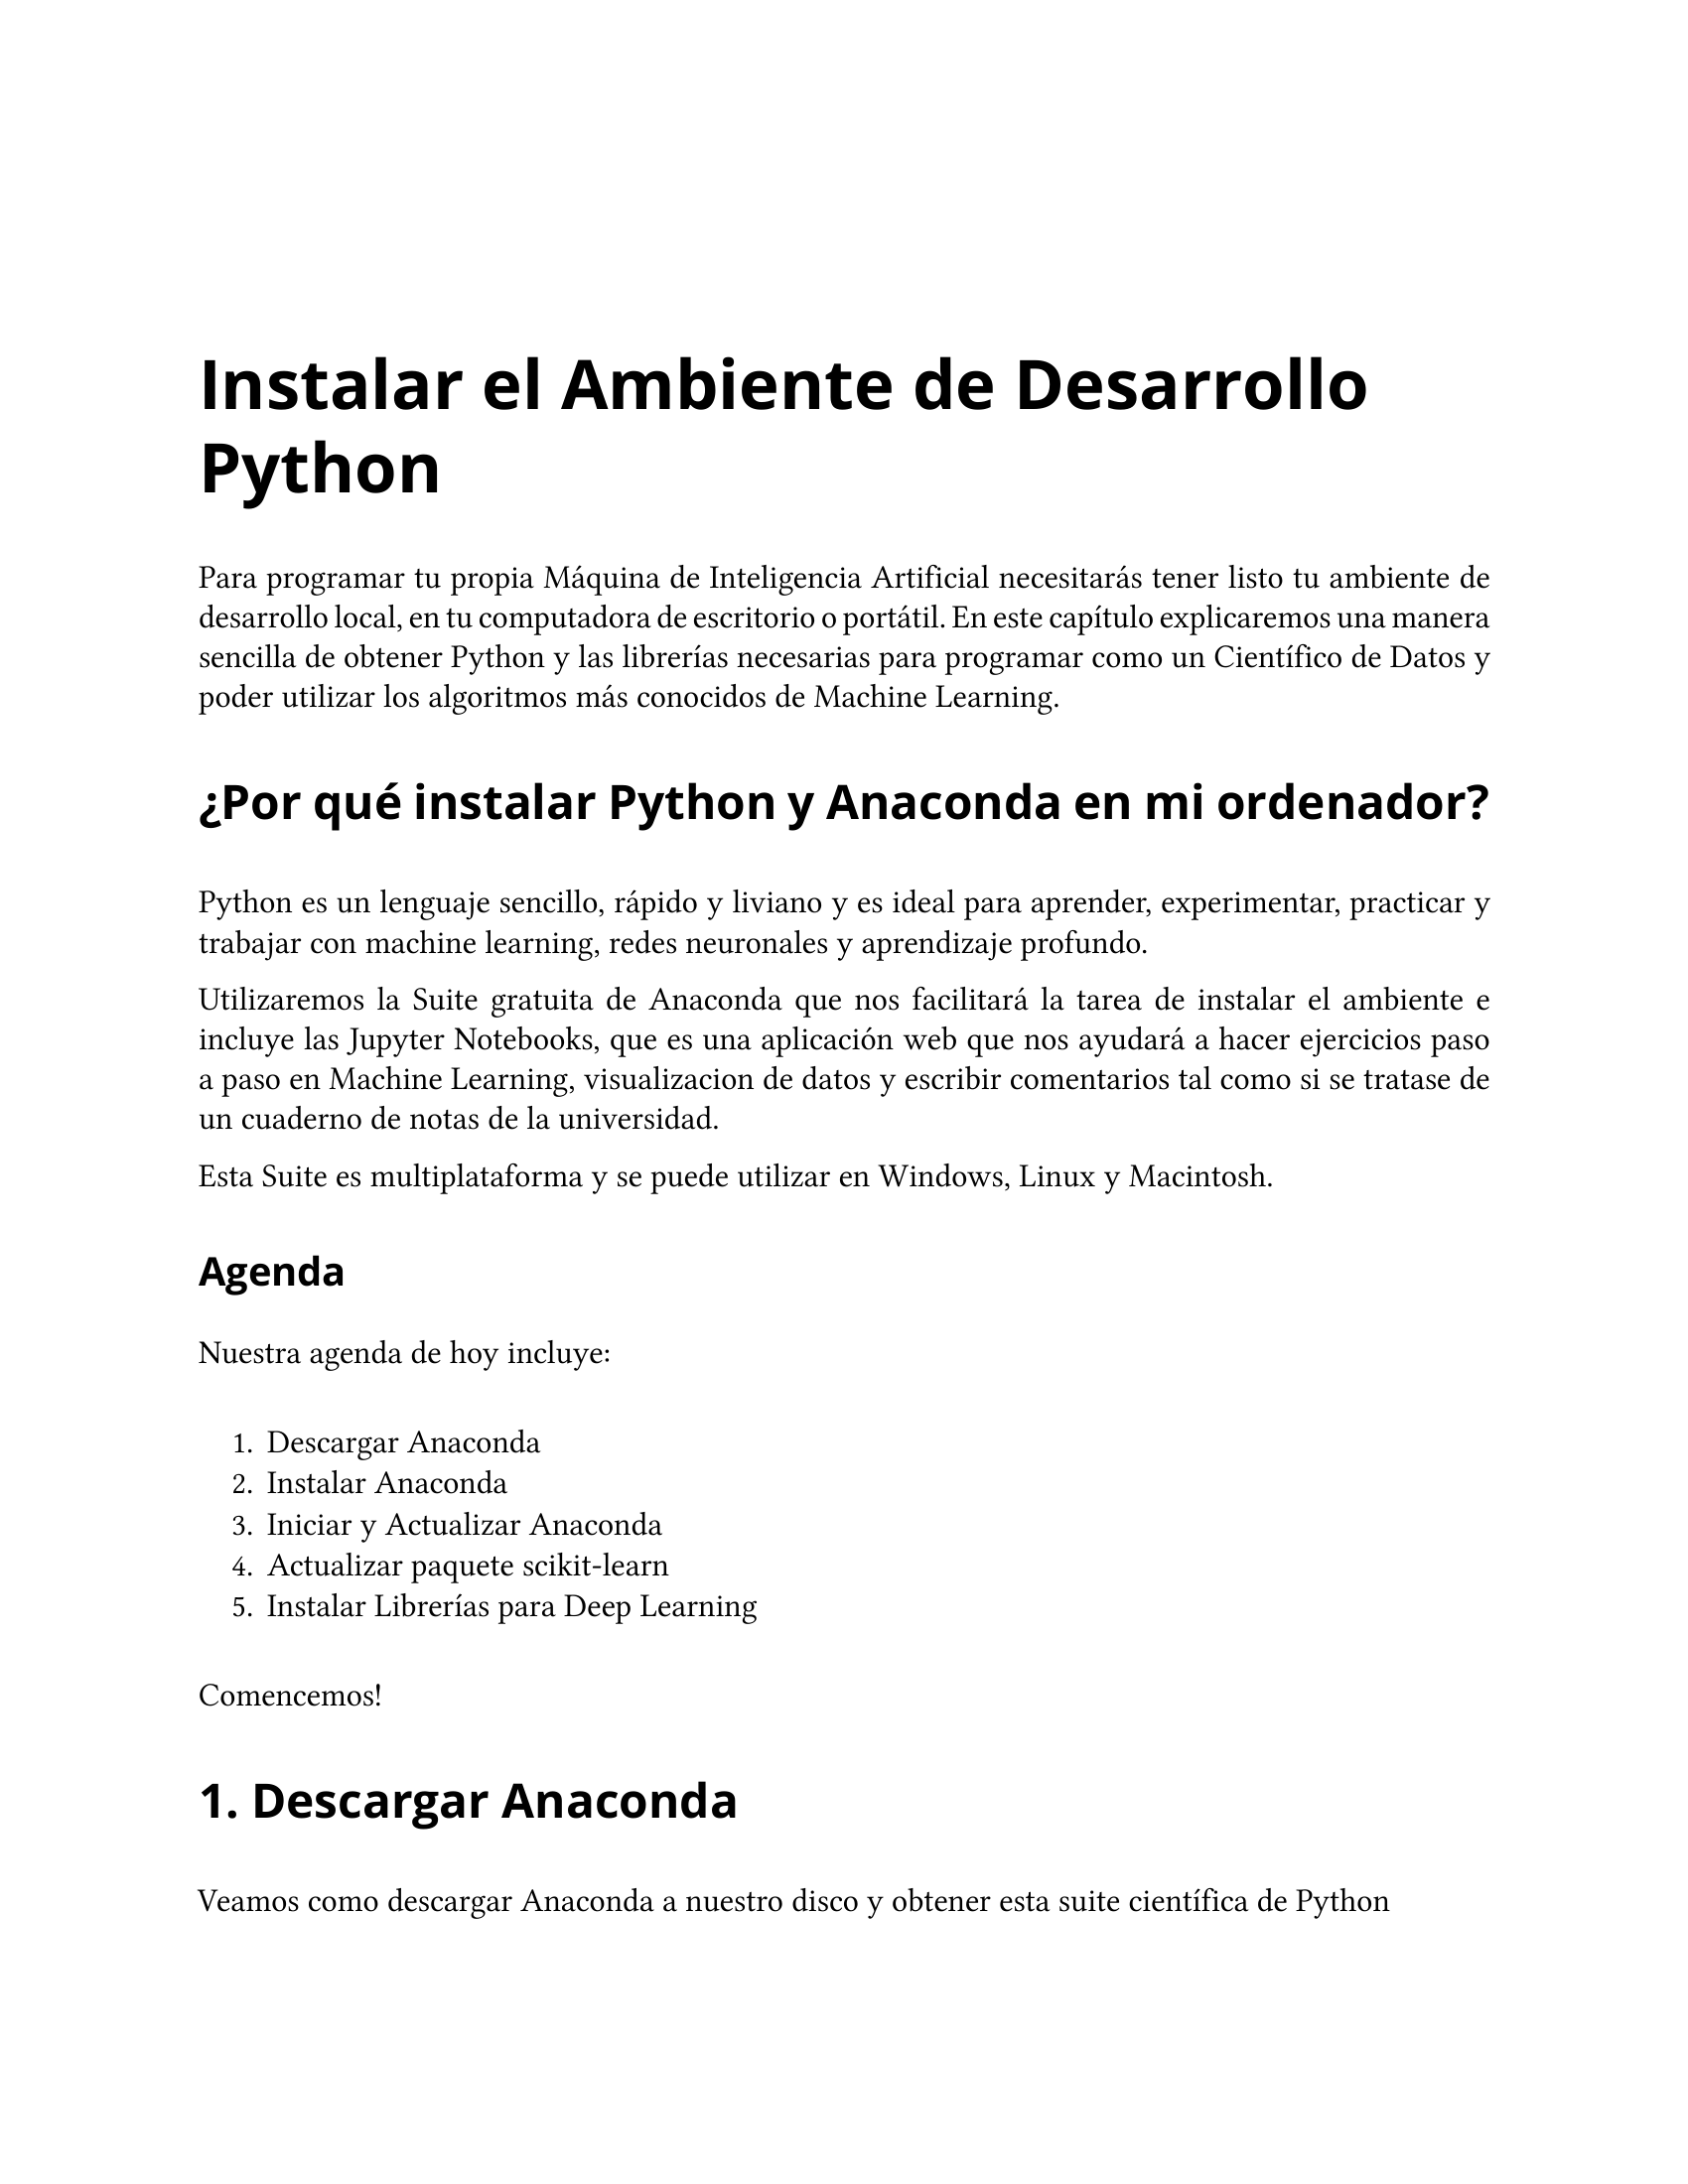 Instalar el Ambiente de Desarrollo
Python
Para programar tu propia Máquina de Inteligencia Artificial necesitarás tener listo tu ambiente de
desarrollo local, en tu computadora de escritorio o portátil. En este capítulo explicaremos una manera
sencilla de obtener Python y las librerías necesarias para programar como un Científico de Datos y
poder utilizar los algoritmos más conocidos de Machine Learning.
¿Por qué instalar Python y Anaconda en mi ordenador?
Python es un lenguaje sencillo, rápido y liviano y es ideal para aprender, experimentar, practicar y
trabajar con machine learning, redes neuronales y aprendizaje profundo.
Utilizaremos la Suite gratuita de Anaconda que nos facilitará la tarea de instalar el ambiente e
incluye las Jupyter Notebooks, que es una aplicación web que nos ayudará a hacer ejercicios paso
a paso en Machine Learning, visualizacion de datos y escribir comentarios tal como si se tratase de
un cuaderno de notas de la universidad.
Esta Suite es multiplataforma y se puede utilizar en Windows, Linux y Macintosh.
Agenda
Nuestra agenda de hoy incluye:
1. Descargar Anaconda
2. Instalar Anaconda
3. Iniciar y Actualizar Anaconda
4. Actualizar paquete scikit-learn
5. Instalar Librerías para Deep Learning
Comencemos!
1. Descargar Anaconda
Veamos como descargar Anaconda a nuestro disco y obtener esta suite científica de Python